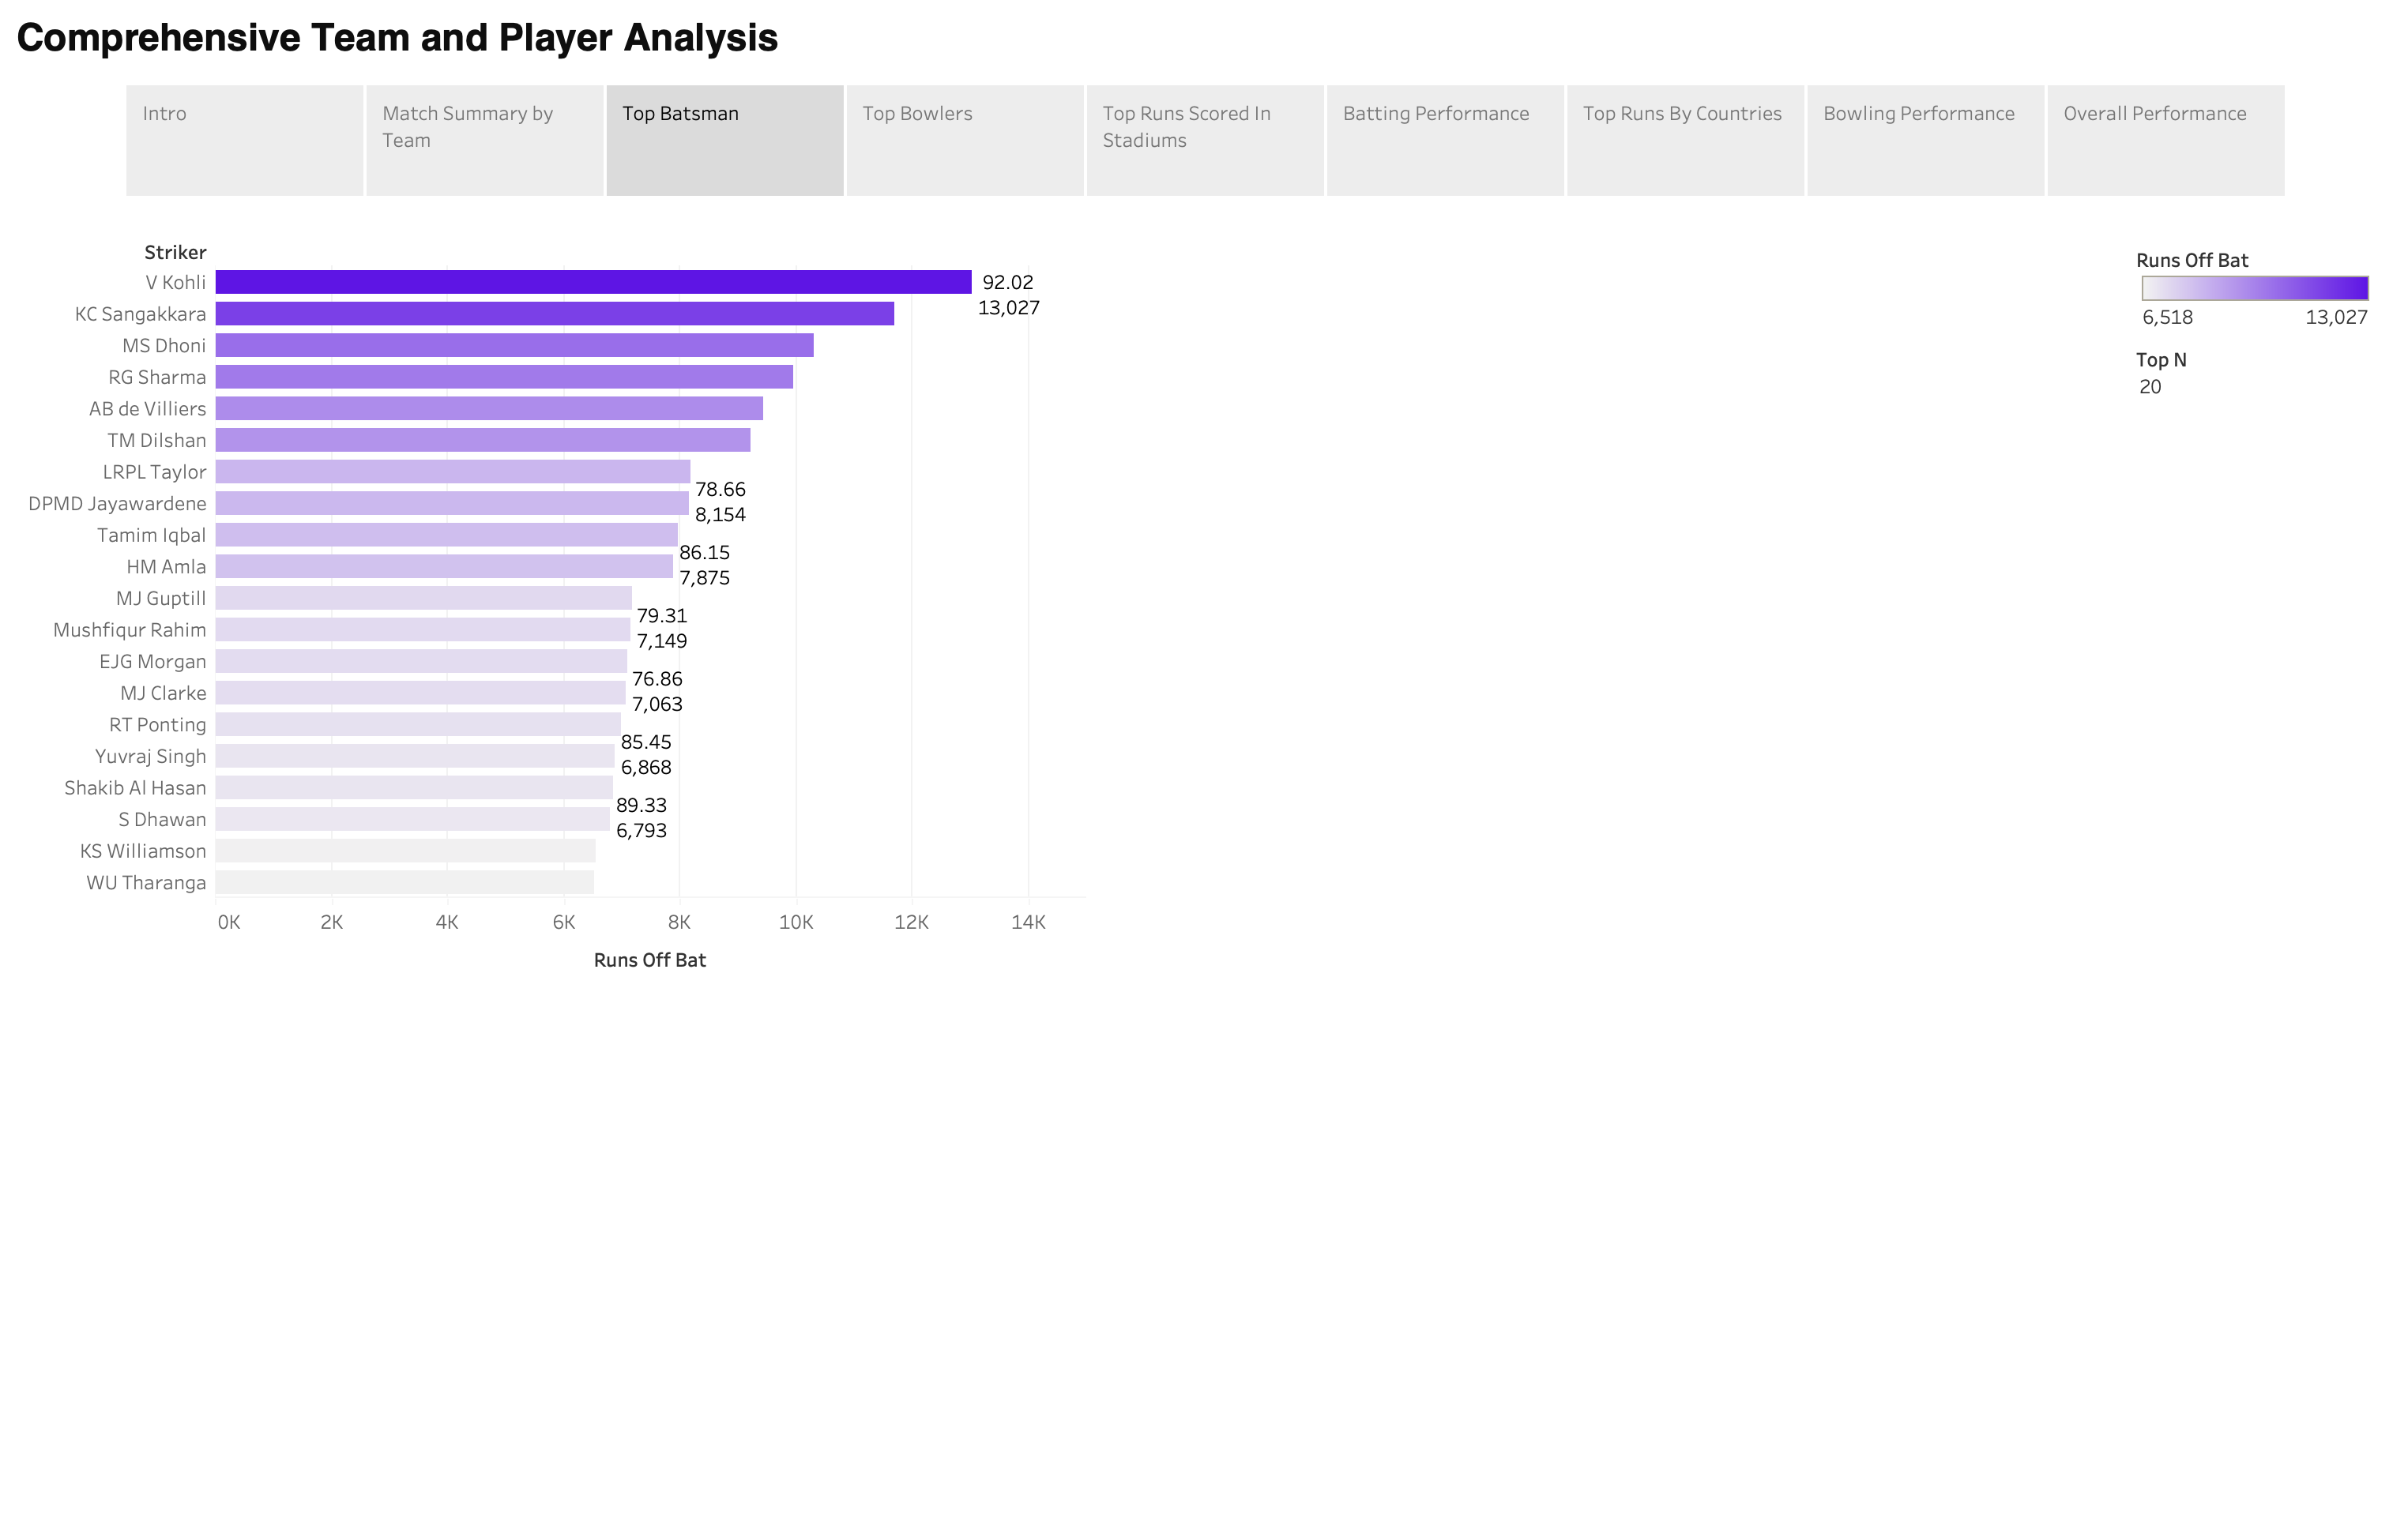 Comprehensive Team and Player Analysis
Intro
Match Summary by
Team
Top Batsman
Top Bowlers
Top Runs Scored In
Stadiums
Batting Performance
Top Runs By Countries
Bowling Performance
Overall Performance
Striker
V Kohli
92.02
13,027
KC Sangakkara
MS Dhoni
RG Sharma
AB de Villiers
TM Dilshan
LRPL Taylor
DPMD Jayawardene
78.66
8,154
Tamim Iqbal
HM Amla
86.15
7,875
MJ Guptill
Mushfiqur Rahim
79.31
7,149
EJG Morgan
MJ Clarke
76.86
7,063
RT Ponting
Yuvraj Singh
85.45
6,868
Shakib Al Hasan
S Dhawan
89.33
6,793
KS Williamson
WU Tharanga
0K 2K 4K 6K 8K 10K 12K 14K
Runs Off Bat
Runs Off Bat
6,518 13,027
Top N
20